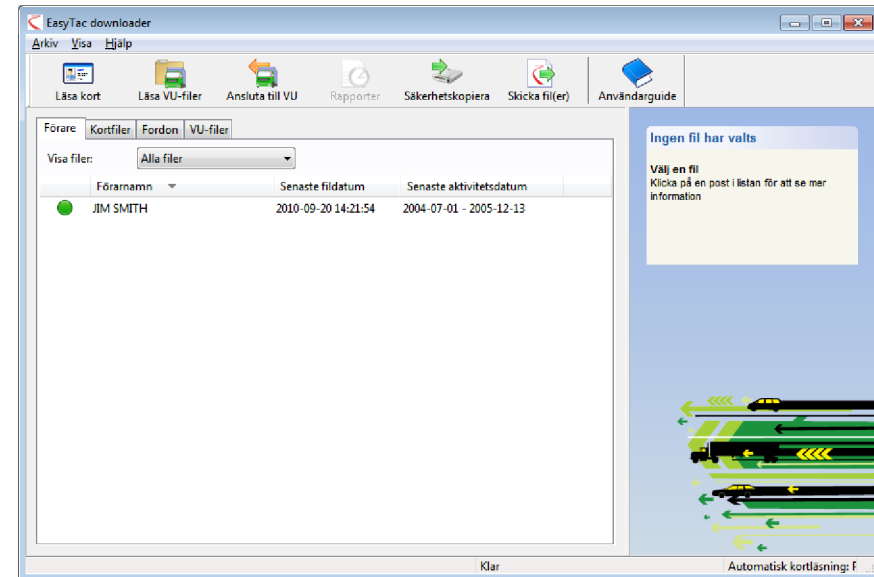 EasyTac downloader
Arkiv Visa Hjälp
Läsa kort Läsa VU-filer Ansluta till VU Rapporter Säkerhetskopiera Skicka fil(er) Användarguide
Förare Kortfiler Fordon VU-filer
Visa filer: Alla filer
Förarnamn Senaste fildatum Senaste aktivitetsdatum
JIM SMITH 2010-09-20 14:21:54 2004-07-01 - 2005-12-13
Ingen fil har valts
Välj en fil
Klicka på en post i listan för att se mer
information
Klar Automatisk kortläsning: